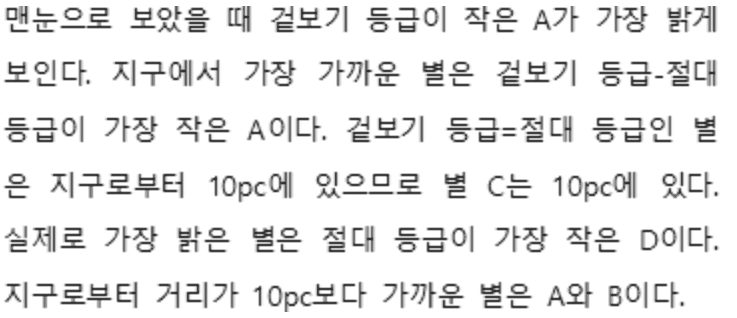 맨눈으로 보았을 때 겉보기 등급이 작은 A가 가장 밝게
보인다. 지구에서 가장 가까운 별은 겉보기 등급-절대
등급이 가장 작은 A이다. 겉보기 등급=절대 등급인 별
은 지구로부터 10pc에 있으므로 별 C는 10pc에 있다.
실제로 가장 밝은 별은 절대 등급이 가장 작은 D이다.
지구로부터 거리가 10pc보다 가까운 별은 A와 B이다.